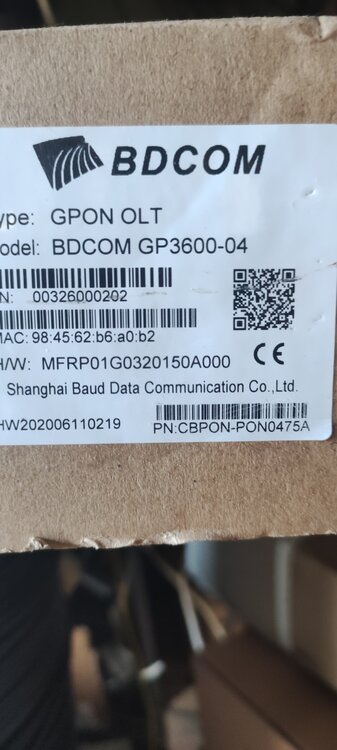 BDCOM
ype: GPON OLT
odel: BDCOM GP3600-04
N: 00326000202
MAC: 98:45:62:b6:a0:b2
H/W: MFRP01G0320150A000 CE
Shanghai Baud Data Communication Co.,Ltd.
HW202006110219
PN:CBPON-PON0475A